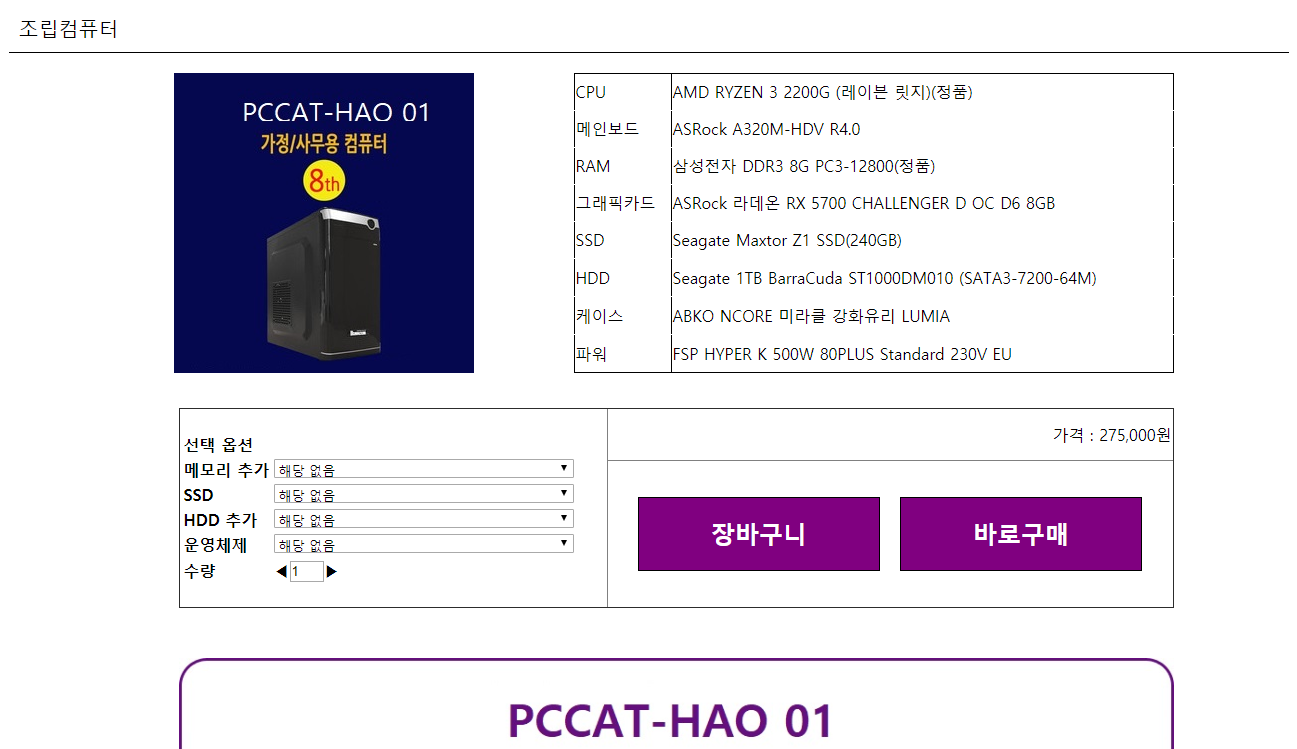 조립컴퓨터
PCCAT-HAO 01
가정/사무용 컴퓨터
8th
CPU AMD RYZEN 3 2200G (레이븐 릿지)(정품)
메인보드 ASRock A320M-HDV R4.0
RAM 삼성전자 DDR3 8G PC3-12800(정품)
그래픽카드 ASRock 라데온 RX 5700 CHALLENGER D OC D6 8GB
SSD Seagate Maxtor Z1 SSD(240GB)
HDD Seagate 1TB BarraCuda ST1000DM010 (SATA3-7200-64M)
케이스 ABKO NCORE 미라클 강화유리 LUMIA
파워 FSP HYPER K 500W 80PLUS Standard 230V EU
선택 옵션
메모리 추가 해당 없음
SSD 해당 없음
HDD 추가 해당 없음
운영체제 해당 없음
수량 ◀ 1 ▶
가격 : 275,000원
장바구니 바로구매
PCCAT-HAO 01